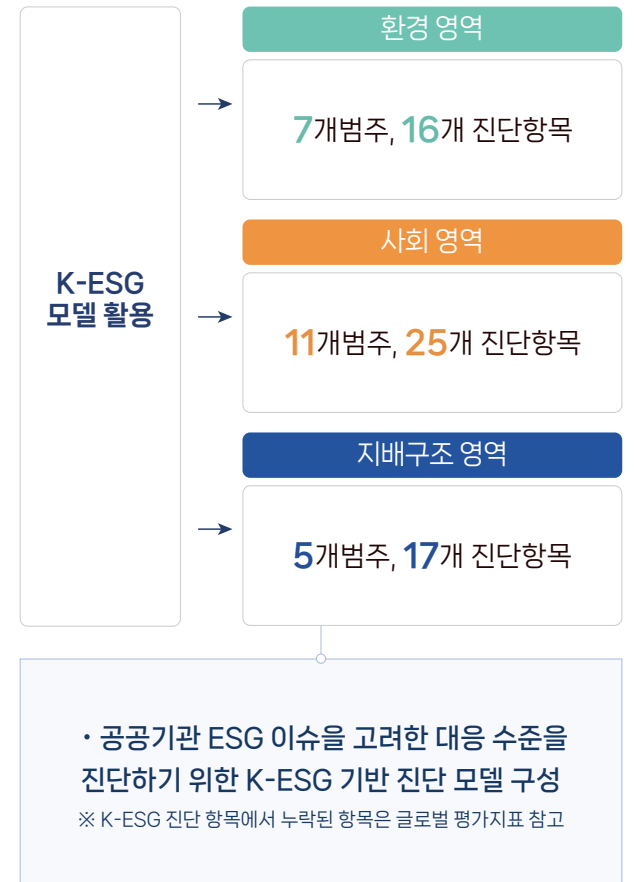 K-ESG
모델 활용
환경 영역
7개범주, 16개 진단항목
사회 영역
11개범주, 25개 진단항목
지배구조 영역
5개범주, 17개 진단항목
• 공공기관 ESG 이슈을 고려한 대응 수준을
진단하기 위한 K-ESG 기반 진단 모델 구성
※ K-ESG 진단 항목에서 누락된 항목은 글로벌 평가지표 참고